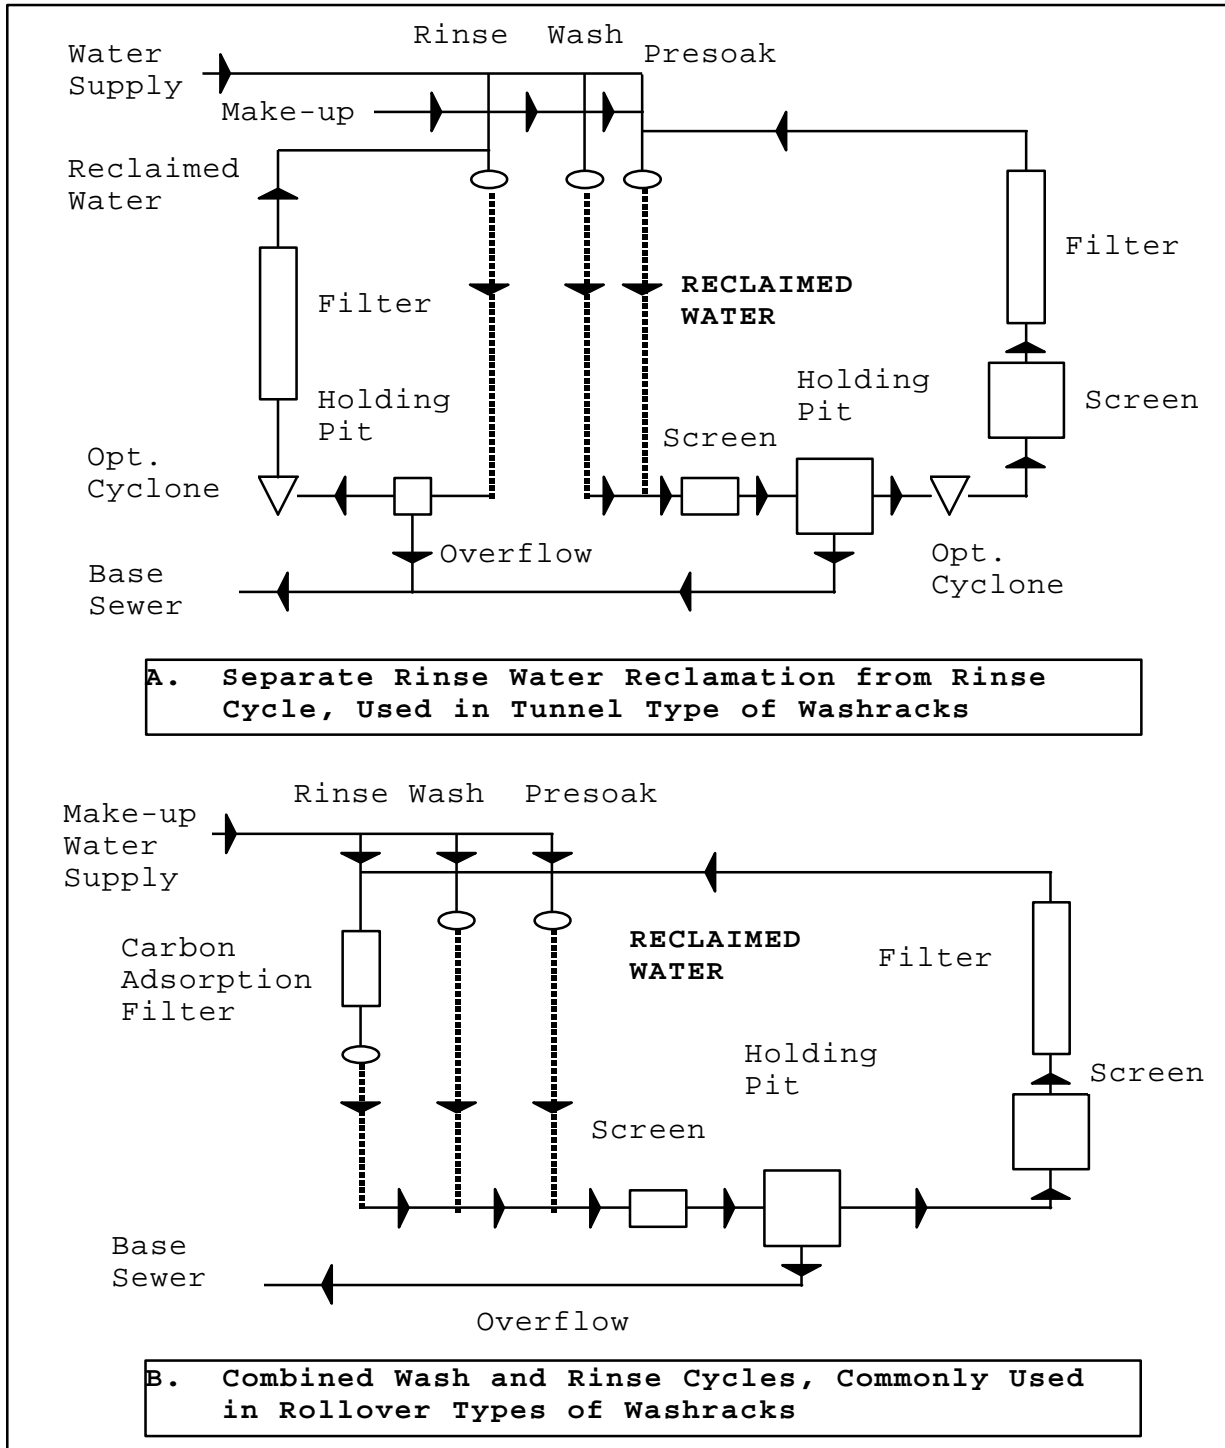 Rinse Wash
Water
Supply
Presoak
Make-up
Reclaimed
Water
Filter
RECLAIMED
WATER
Filter
Holding
Pit
Holding
Pit
Screen
Screen
Opt.
Cyclone
Overflow
Opt.
Cyclone
Base
Sewer
A. Separate Rinse Water Reclamation from Rinse
Cycle, Used in Tunnel Type of Washracks
Rinse Wash Presoak
Make-up
Water
Supply
Carbon
Adsorption
Filter
RECLAIMED
WATER
Filter
Holding
Pit
Screen
Screen
Base
Sewer
Overflow
B. Combined Wash and Rinse Cycles, Commonly Used
in Rollover Types of Washracks